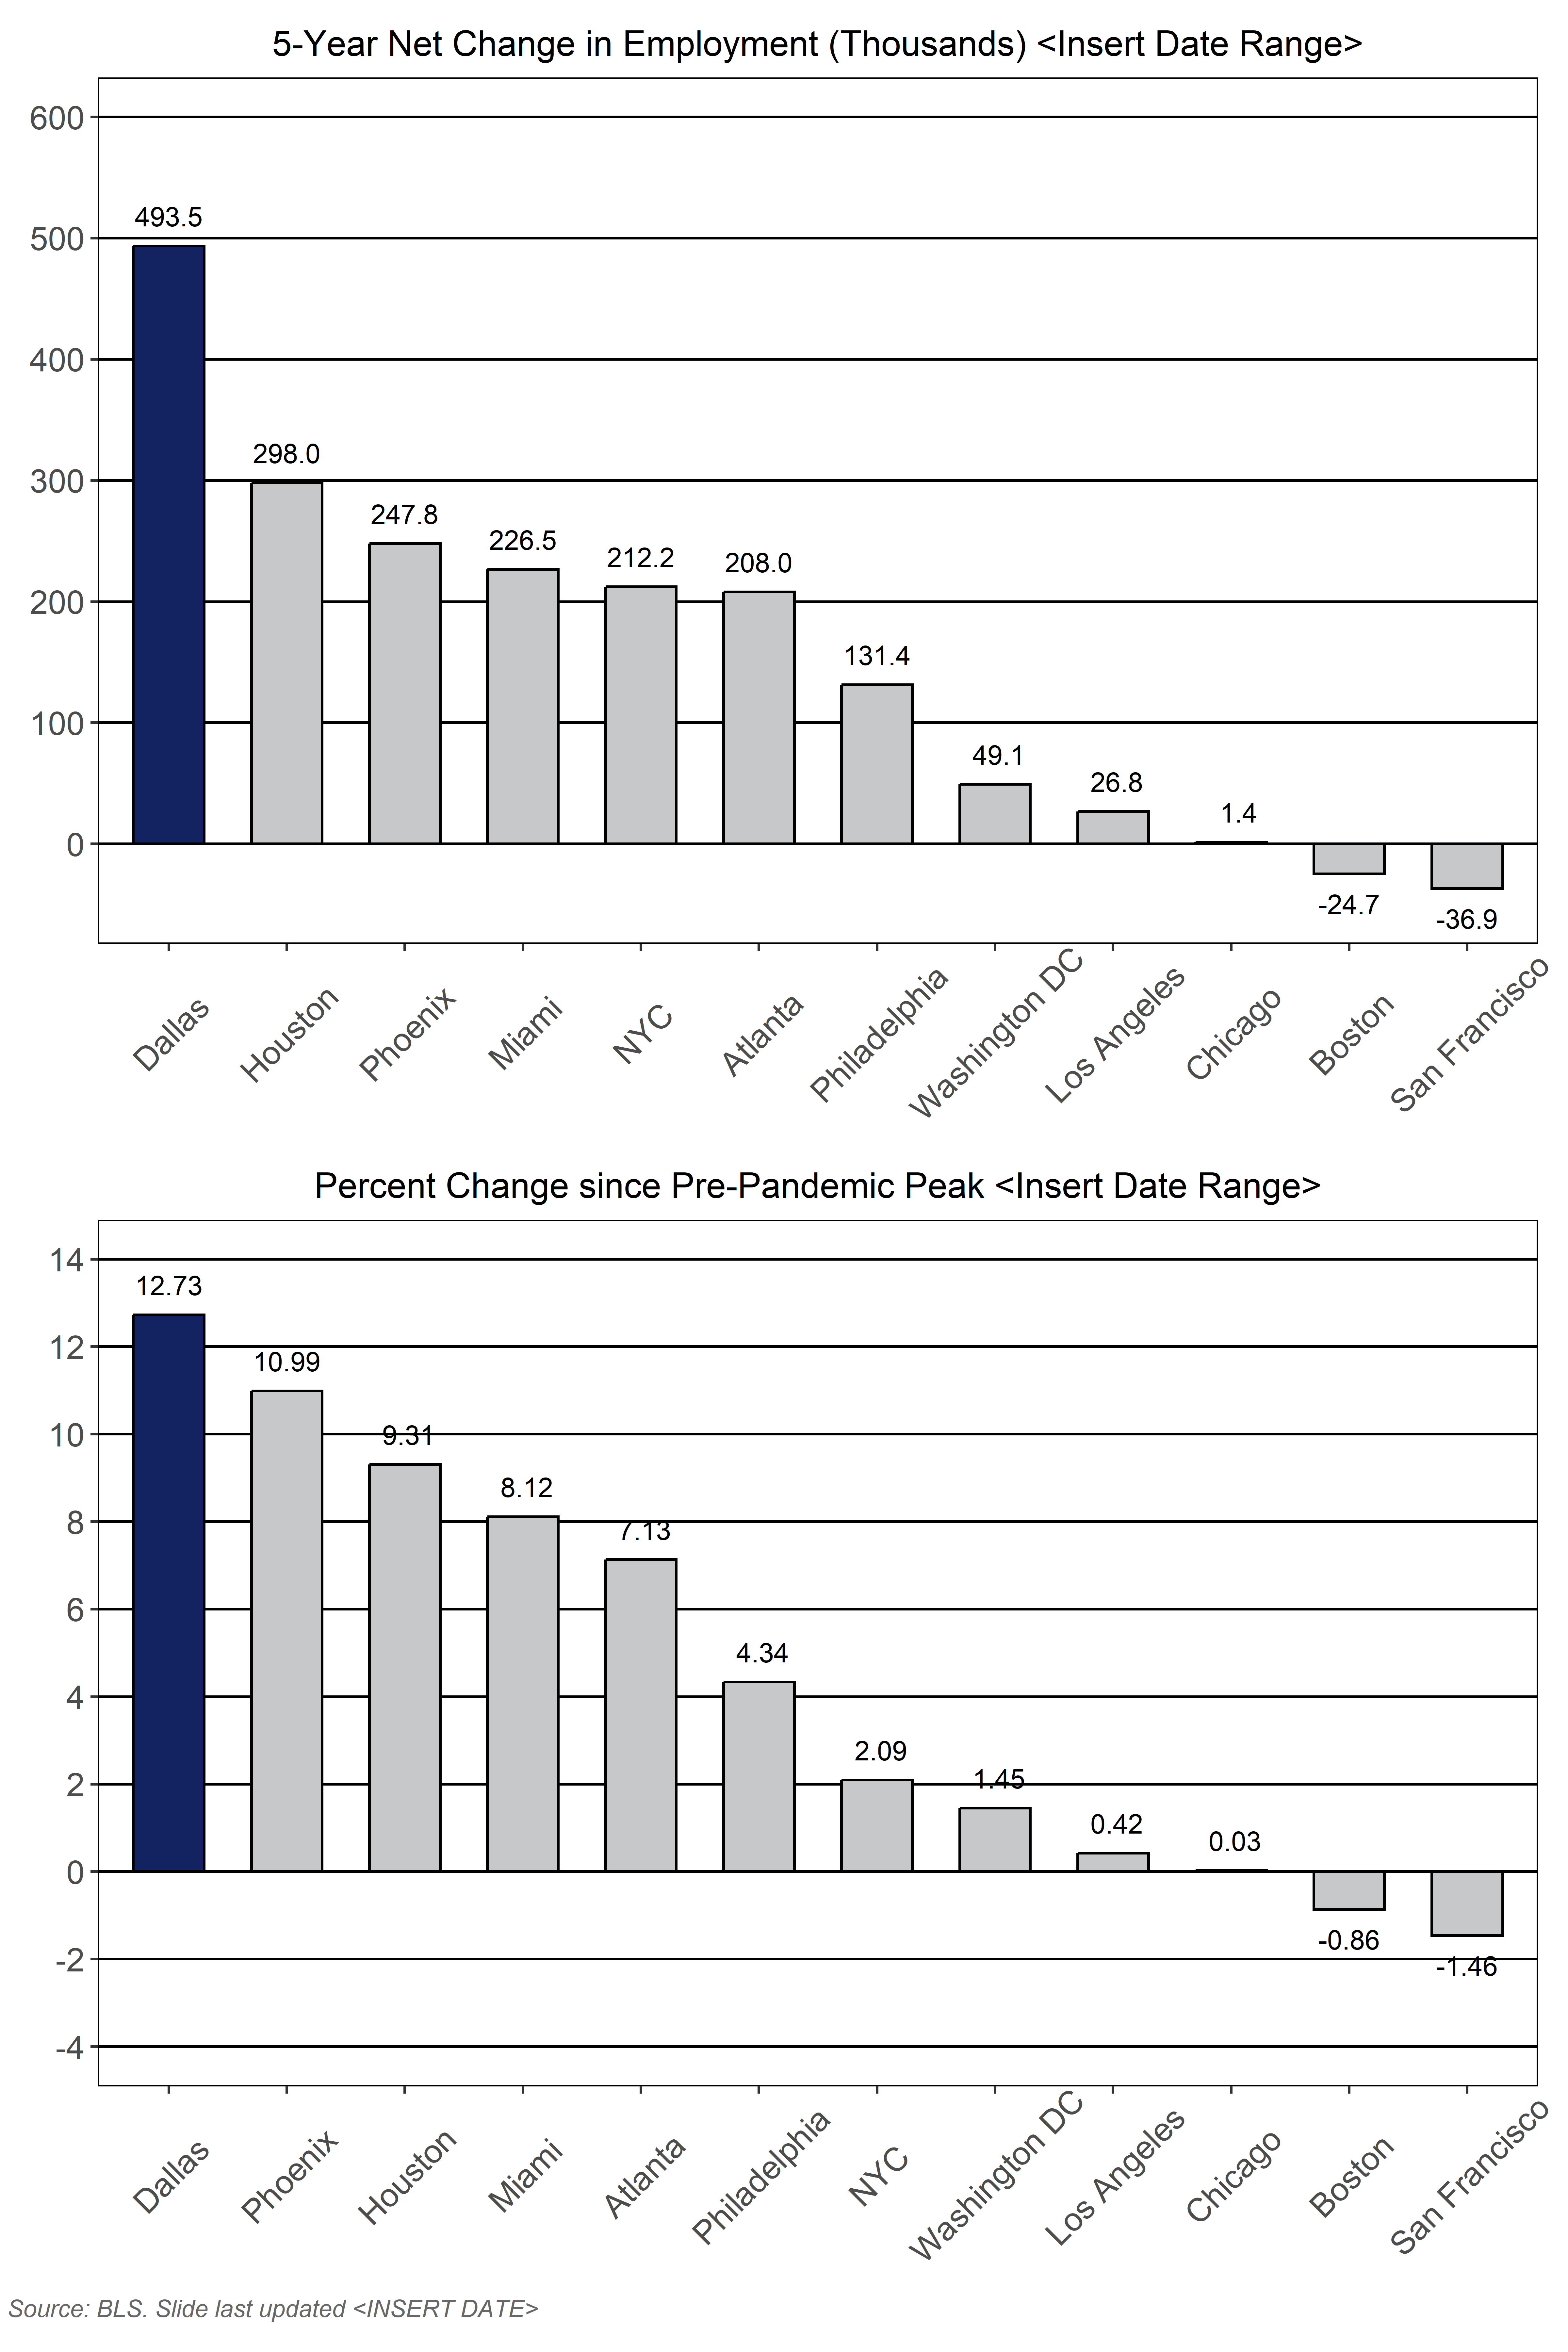 5-Year Net Change in Employment (Thousands) <Insert Date Range>
600
500
400
300
200
100
0
493.5
298.0
247.8
226.5
212.2
208.0
131.4
49.1
26.8
1.4
-24.7
-36.9
Dallas
Houston
Phoenix
Miami
NYC
Atlanta
Philadelphia
Washington DC
Los Angeles
Chicago
Boston
San Francisco
Percent Change since Pre-Pandemic Peak <Insert Date Range>
14
12
10
8
6
4
2
0
-2
-4
12.73
10.99
9.31
8.12
7.13
4.34
2.09
1.45
0.42
0.03
-0.86
-1.46
Dallas
Phoenix
Houston
Miami
Atlanta
Philadelphia
NYC
Washington DC
Los Angeles
Chicago
Boston
San Francisco
Source: BLS. Slide last updated <INSERT DATE>